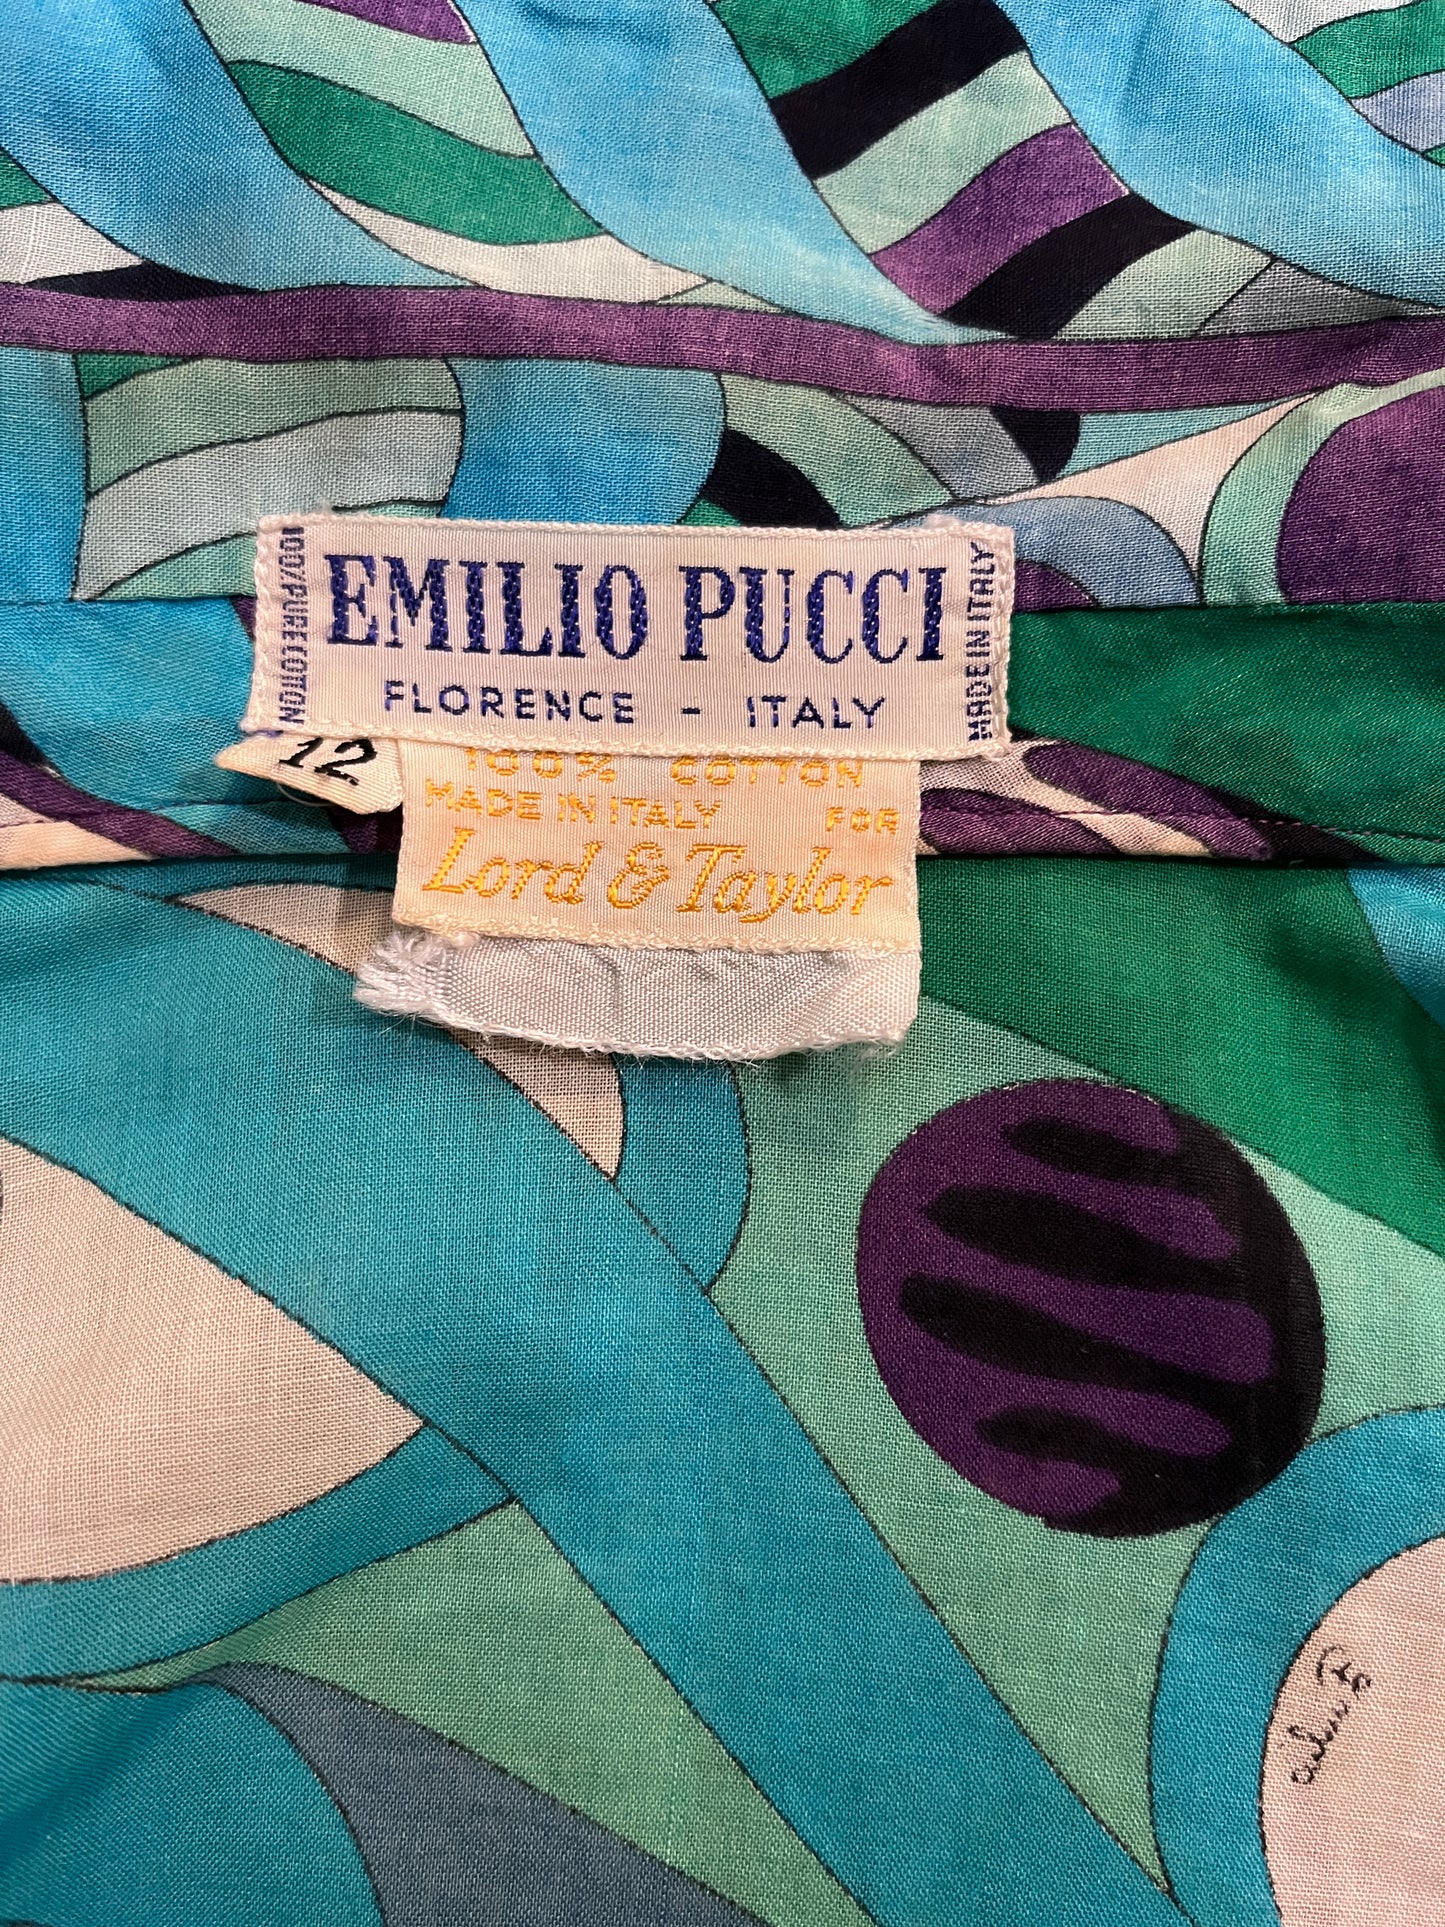 100/PURE COTTON
EMILIO PUCCI
MADE IN ITALY
FLORENCE - ITALY
12
100% COTTON
MADE IN ITALY FOR
Lord & Taylor